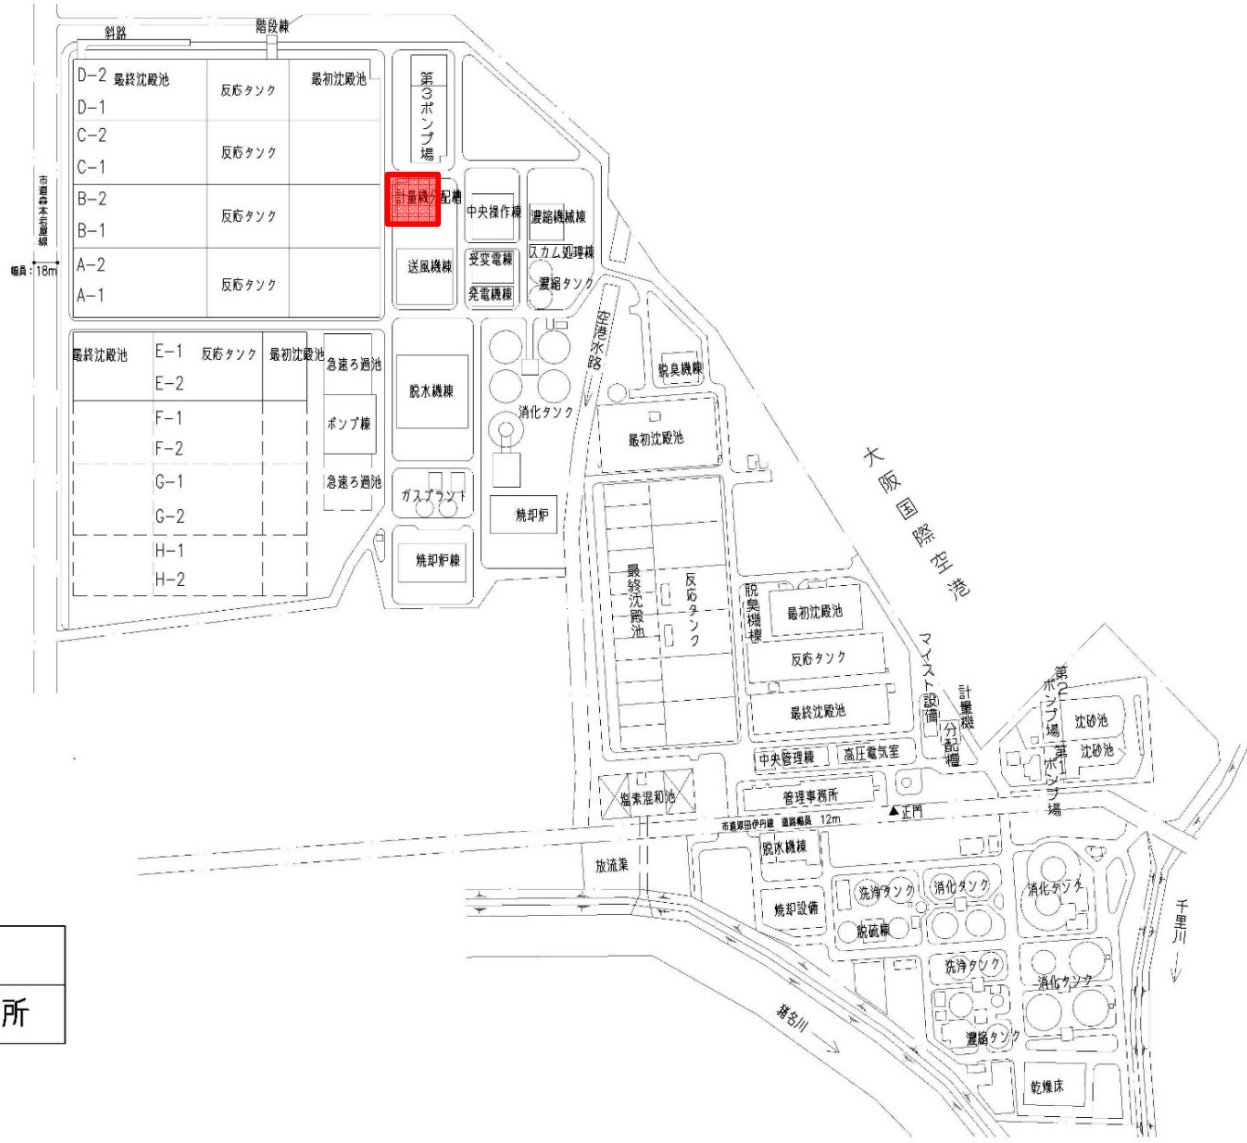 斜路
階段棟
D-2
最終沈殿池
反応タンク
最初沈殿池
D-1
C-2
反応タンク
C-1
B-2
反応タンク
B-1
A-2
反応タンク
A-1
市道森本岩屋線
幅員:18m
第3ポンプ場
計量機分配槽
中央操作棟
濃縮機械棟
スカム処理棟
送風機棟
受変電棟
発電機棟
濃縮タンク
最終沈殿池
E-1
反応タンク
最初沈殿池
急速ろ過池
E-2
F-1
ポンプ棟
F-2
G-1
急速ろ過池
G-2
H-1
H-2
脱水機棟
消化タンク
ガスプラント
焼却炉
焼却炉棟
空港水路
脱臭機棟
最初沈殿池
大阪国際空港
最終沈殿池
反応タンク
脱臭機棟
最初沈殿池
反応タンク
最終沈殿池
マイスト設備
計量機
分配槽
第2ポンプ場
沈砂池
第1ポンプ場
沈砂池
中央管理棟
高圧電気室
塩素混和池
管理事務所
▲正門
市道原田伊丹線 道路幅員 12m
放流渠
脱水機棟
焼却設備
洗浄タンク
消化タンク
消化タンク
脱硫棟
洗浄タンク
消化タンク
濃縮タンク
乾燥床
千里川
猪名川
所